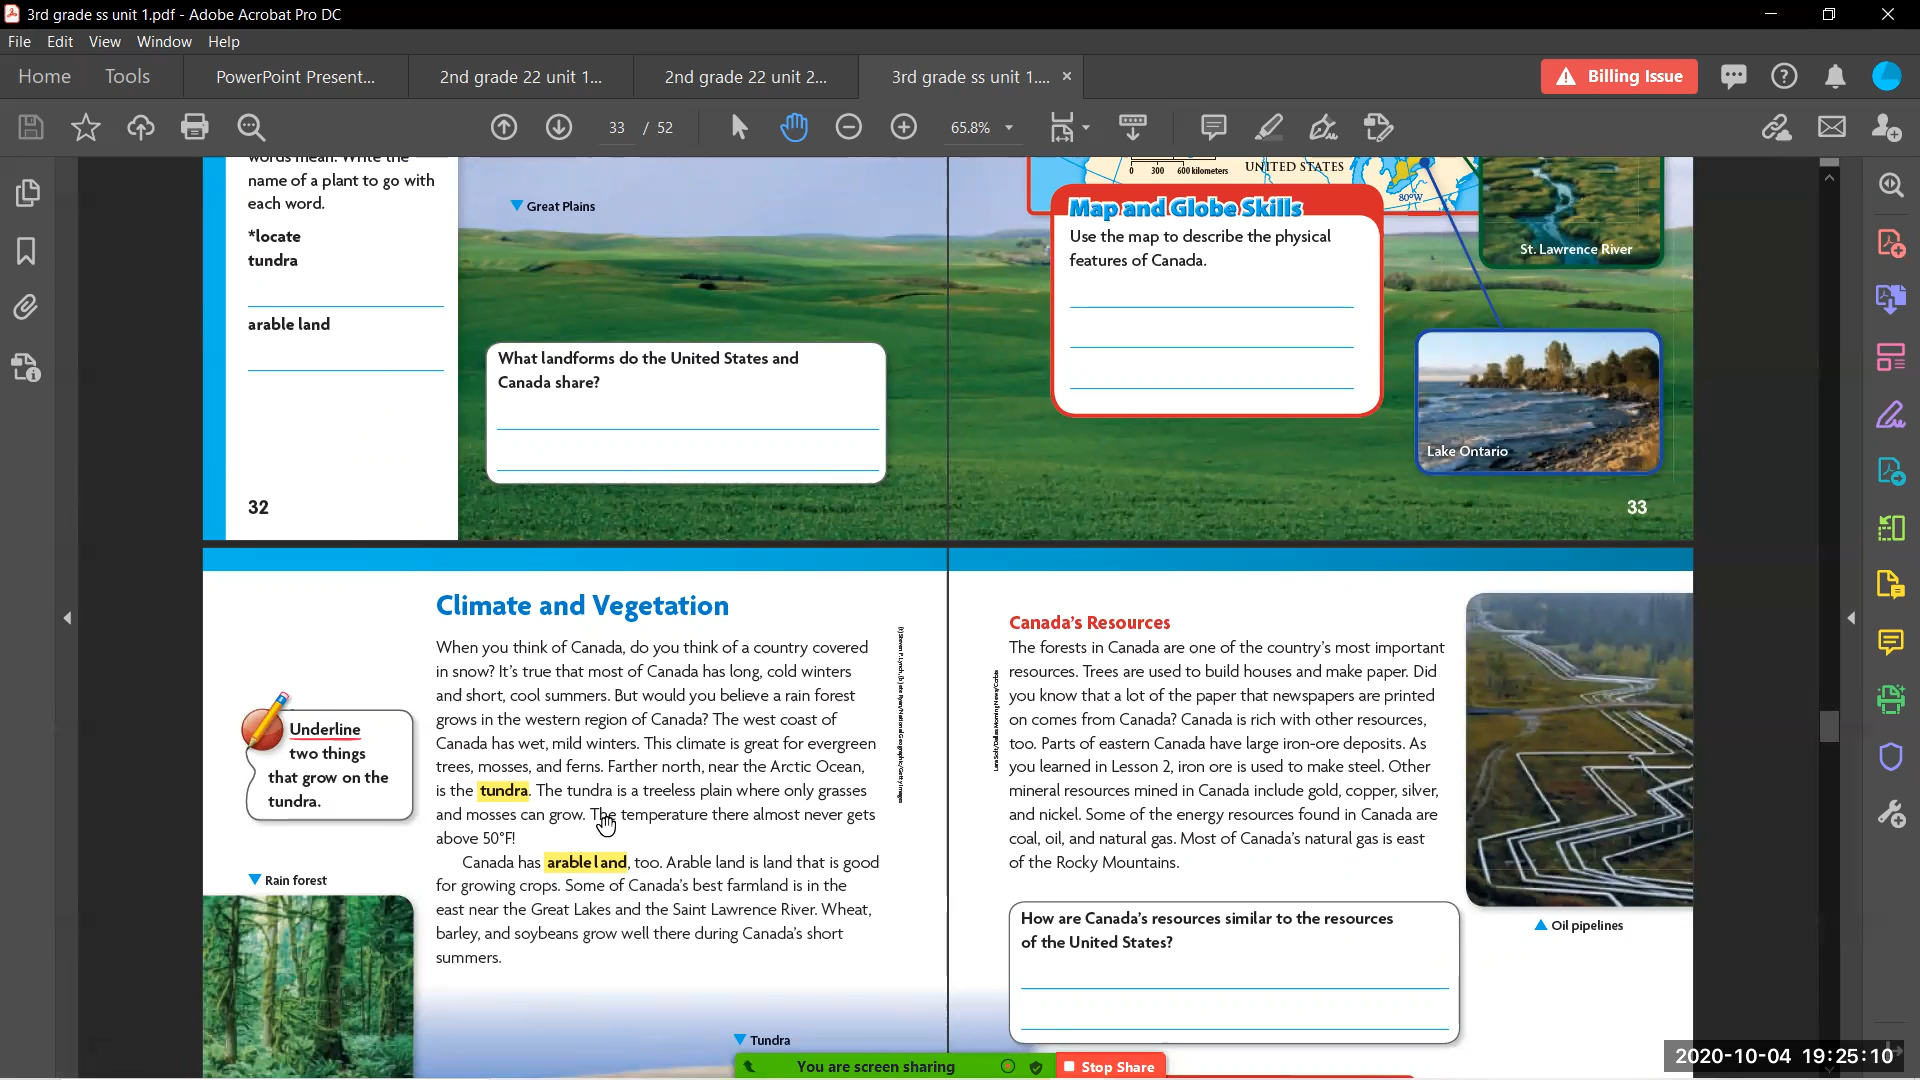 3rd grade ss unit 1.pdf - Adobe Acrobat Pro DC
File Edit View Window Help
Home Tools PowerPoint Present... 2nd grade 22 unit 1... 2nd grade 22 unit 2... 3rd grade ss unit 1.... × Billing Issue
33 / 52 65.8%
name of a plant to go with
each word.
*locate
tundra
arable land
32
Great Plains
What landforms do the United States and
Canada share?
0 300 600 kilometers
UNITED STATES
80°W
Map and Globe Skills
Use the map to describe the physical
features of Canada.
St. Lawrence River
Lake Ontario
33
Climate and Vegetation
When you think of Canada, do you think of a country covered
in snow? It's true that most of Canada has long, cold winters
and short, cool summers. But would you believe a rain forest
grows in the western region of Canada? The west coast of
Canada has wet, mild winters. This climate is great for evergreen
trees, mosses, and ferns. Farther north, near the Arctic Ocean,
is the tundra. The tundra is a treeless plain where only grasses
and mosses can grow. The temperature there almost never gets
above 50°F!
Canada has arable land, too. Arable land is land that is good
for growing crops. Some of Canada's best farmland is in the
east near the Great Lakes and the Saint Lawrence River. Wheat,
barley, and soybeans grow well there during Canada's short
summers.
Underline
two things
that grow on the
tundra.
Rain forest
Tundra
Canada's Resources
The forests in Canada are one of the country's most important
resources. Trees are used to build houses and make paper. Did
you know that a lot of the paper that newspapers are printed
on comes from Canada? Canada is rich with other resources,
too. Parts of eastern Canada have large iron-ore deposits. As
you learned in Lesson 2, iron ore is used to make steel. Other
mineral resources mined in Canada include gold, copper, silver,
and nickel. Some of the energy resources found in Canada are
coal, oil, and natural gas. Most of Canada's natural gas is east
of the Rocky Mountains.
How are Canada's resources similar to the resources
of the United States?
Oil pipelines
You are screen sharing Stop Share
2020-10-04 19:25:10